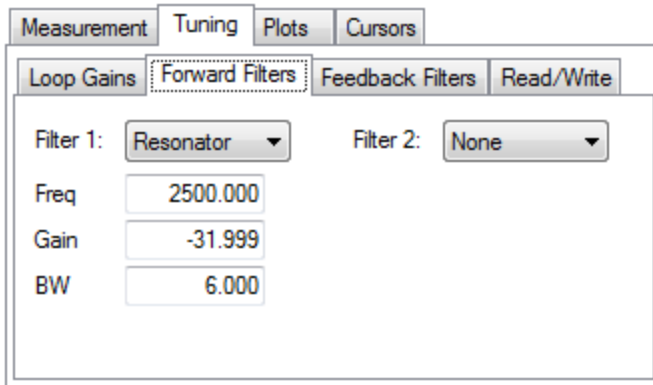 Measurement Tuning Plots Cursors
Loop Gains Forward Filters Feedback Filters Read/Write
Filter 1: Resonator Filter 2: None
Freq 2500.000
Gain -31.999
BW 6.000